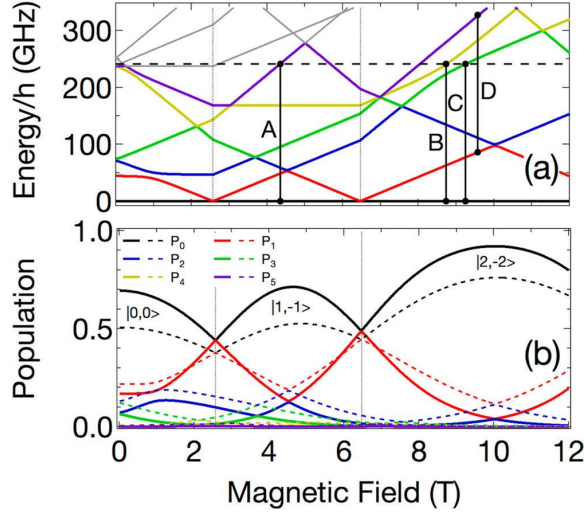 Energy/h (GHz)
300
200
100
0
A
B
C
D
(a)
Population
1.0
0.5
0.0
P0 P1
P2 P3
P4 P5
|0,0>
|1,-1>
|2,-2>
(b)
0 2 4 6 8 10 12
Magnetic Field (T)